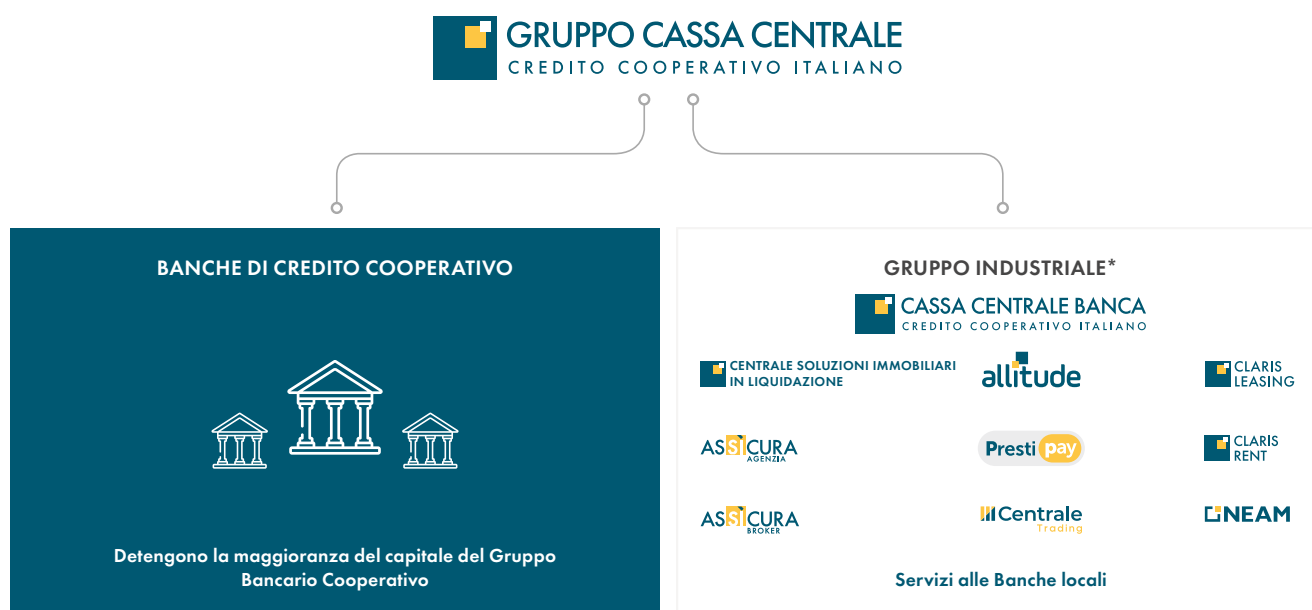 GRUPPO CASSA CENTRALE
CREDITO COOPERATIVO ITALIANO
BANCHE DI CREDITO COOPERATIVO
Detengono la maggioranza del capitale del Gruppo
Bancario Cooperativo
GRUPPO INDUSTRIALE*
CASSA CENTRALE BANCA
CREDITO COOPERATIVO ITALIANO
CENTRALE SOLUZIONI IMMOBILIARI
IN LIQUIDAZIONE
allitude
CLARIS
LEASING
ASSICURA
AGENZIA
Prestipay
CLARIS
RENT
ASSICURA
BROKER
Centrale
Trading
NEAM
Servizi alle Banche locali